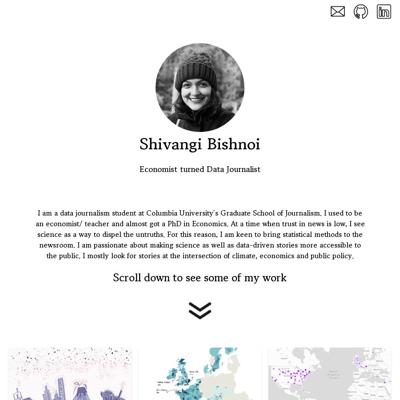 Shivangi Bishnoi
Economist turned Data Journalist
I am a data journalism student at Columbia University's Graduate School of Journalism. I used to be
an economist/ teacher and almost got a PhD in Economics. At a time when trust in news is low, I see
science as a way to dispel the untruths. For this reason, I am keen to bring statistical methods to the
newsroom. I am passionate about making science as well as data-driven stories more accessible to
the public. I mostly look for stories at the intersection of climate, economics and public policy.
Scroll down to see some of my work